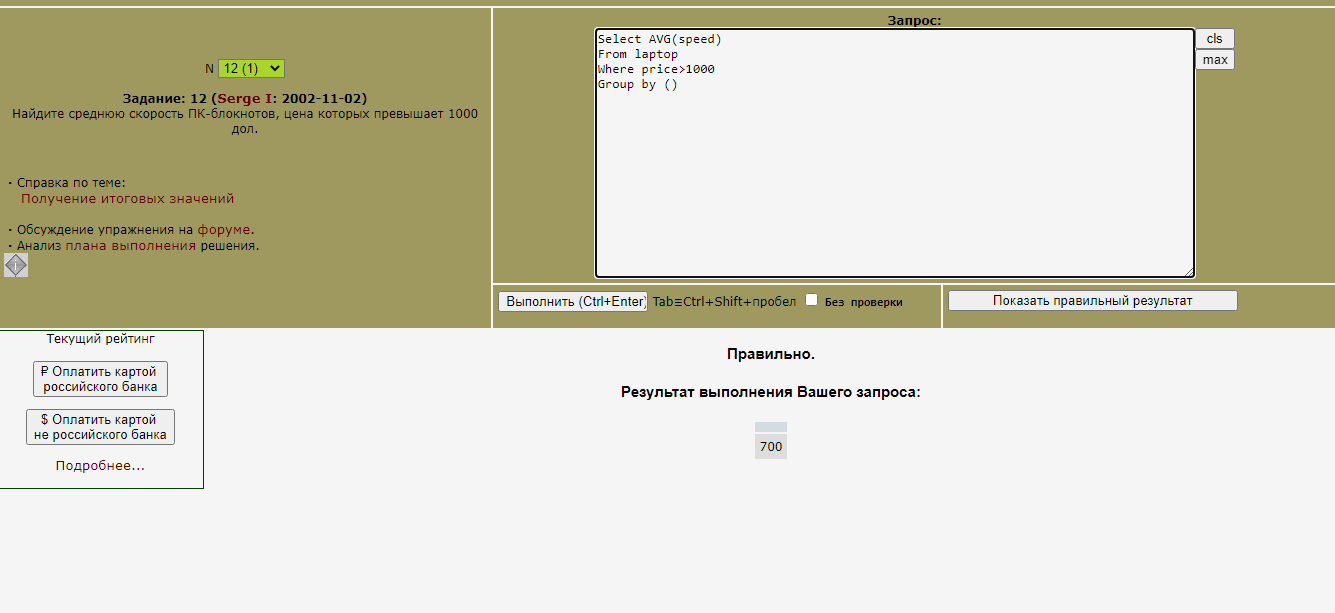 N 12 (1)
Задание: 12 (Serge I: 2002-11-02)
Найдите среднюю скорость ПК-блокнотов, цена которых превышает 1000
дол.
· Справка по теме:
Получение итоговых значений
· Обсуждение упражнения на форуме.
· Анализ плана выполнения решения.
i
Запрос:
Select AVG(speed)
From laptop
Where price>1000
Group by ()
cls
max
Выполнить (Ctrl+Enter) Tab≡Ctrl+Shift+пробел Без проверки
Показать правильный результат
Текущий рейтинг
₽ Оплатить картой
российского банка
$ Оплатить картой
не российского банка
Подробнее...
Правильно.
Результат выполнения Вашего запроса:
700